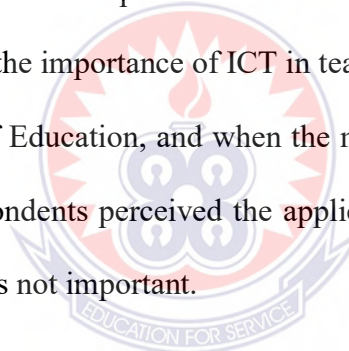 the importance of ICT in tea
f Education, and when the
ondents perceived the applic
s not important.
EDUCATION FOR SERVICE